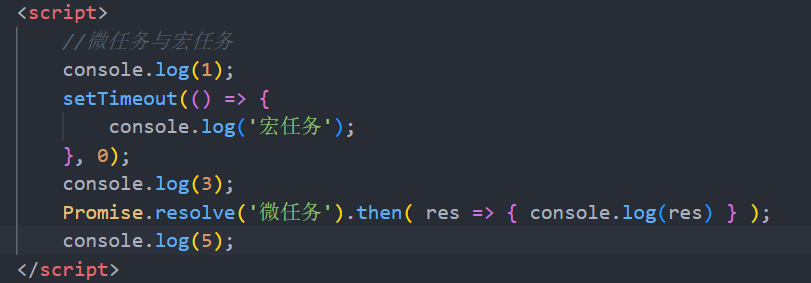 <script>
//微任务与宏任务
console.log(1);
setTimeout(() => {
console.log('宏任务');
}, 0);
console.log(3);
Promise.resolve('微任务').then( res => { console.log(res) } );
console.log(5);
</script>